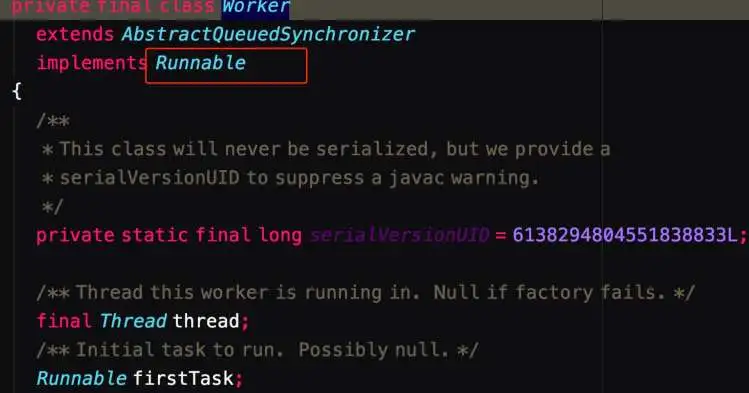 private final class Worker
extends AbstractQueuedSynchronizer
implements Runnable
{
/**
* This class will never be serialized, but we provide a
* serialVersionUID to suppress a javac warning.
*/
private static final long serialVersionUID = 6138294804551838833L;
/** Thread this worker is running in. Null if factory fails. */
final Thread thread;
/** Initial task to run. Possibly null. */
Runnable firstTask;